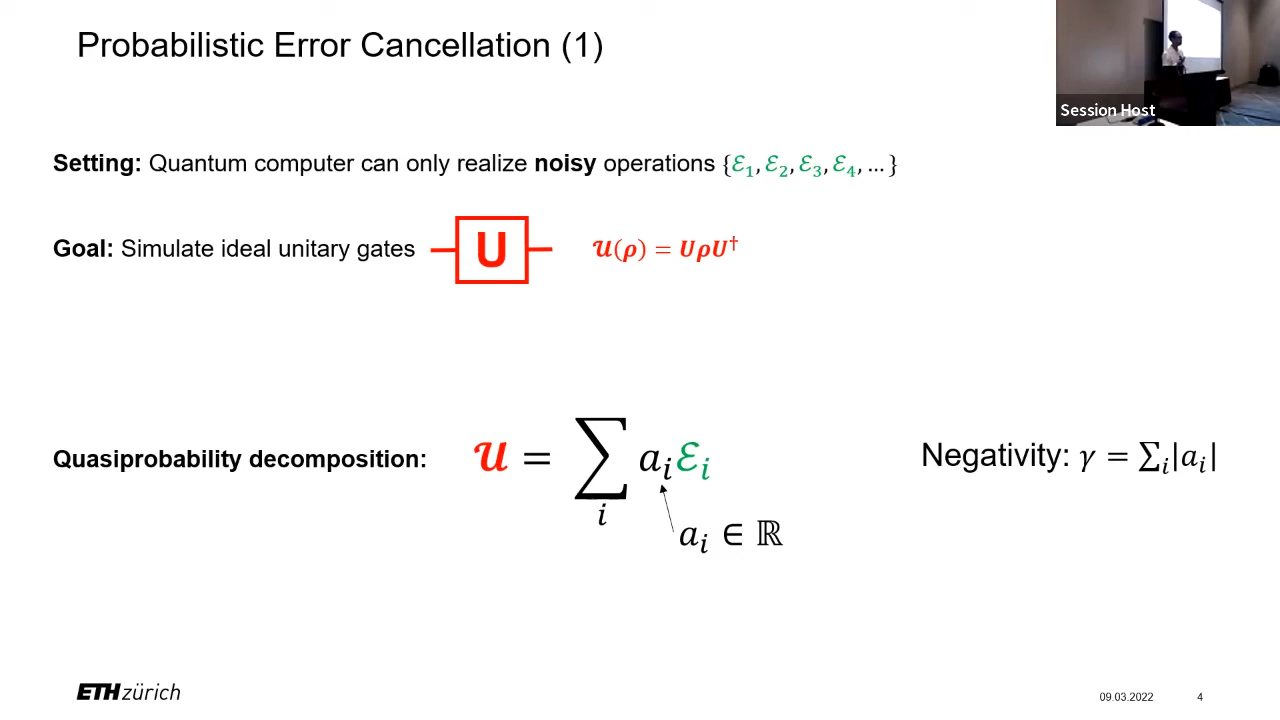 Probabilistic Error Cancellation (1)
Session Host
Setting: Quantum computer can only realize noisy operations {ℰ₁, ℰ₂, ℰ₃, ℰ₄, … }
Goal: Simulate ideal unitary gates U 𝒰(ρ) = UρU†
Quasiprobability decomposition: 𝒰 = ∑ᵢ aᵢℰᵢ
Negativity: γ = ∑ᵢ|aᵢ|
aᵢ ∈ ℝ
ETH zürich
09.03.2022
4